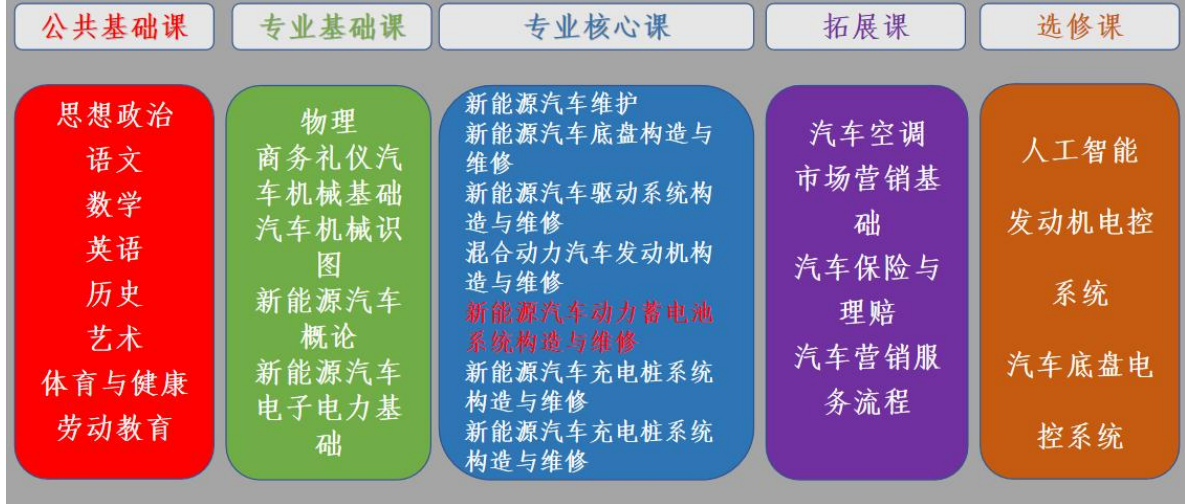 公共基础课
专业基础课
专业核心课
拓展课
选修课
思想政治
语文
数学
英语
历史
艺术
体育与健康
劳动教育
物理
商务礼仪汽
车机械基础
汽车机械识
图
新能源汽车
概论
新能源汽车
电子电力基
础
新能源汽车维护
新能源汽车底盘构造与
维修
新能源汽车驱动系统构
造与维修
混合动力汽车发动机构
造与维修
新能源汽车动力蓄电池
系统构造与维修
新能源汽车充电桩系统
构造与维修
新能源汽车充电桩系统
构造与维修
汽车空调
市场营销基
础
汽车保险与
理赔
汽车营销服
务流程
人工智能
发动机电控
系统
汽车底盘电
控系统